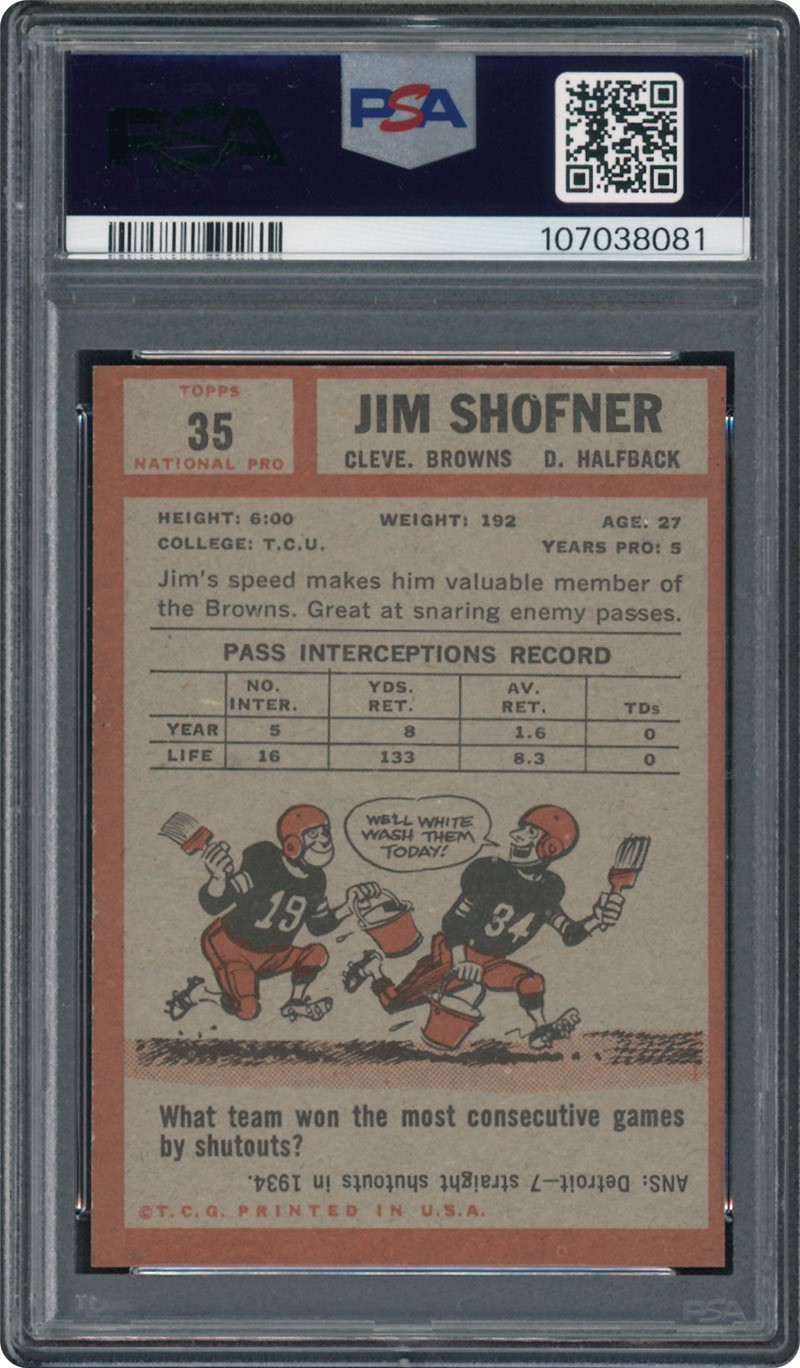 PSA
PSA
107038081
TOPPS
35
NATIONAL PRO
JIM SHOFNER
CLEVE. BROWNS D. HALFBACK
HEIGHT: 6:00 WEIGHT: 192 AGE: 27
COLLEGE: T.C.U. YEARS PRO: 5
Jim's speed makes him valuable member of
the Browns. Great at snaring enemy passes.
PASS INTERCEPTIONS RECORD
NO. INTER. YDS. RET. AV. RET. TDs
YEAR 5 8 1.6 0
LIFE 16 133 8.3 0
WE'LL WHITE
WASH THEM
TODAY!
19
34
What team won the most consecutive games
by shutouts?
ANS: Detroit—7 straight shutouts in 1934.
©T.C.G. PRINTED IN U.S.A.
PSA